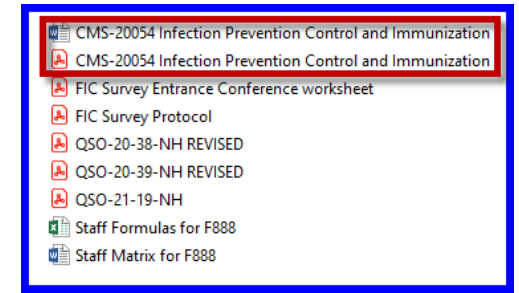 CMS-20054 Infection Prevention Control and Immunization
CMS-20054 Infection Prevention Control and Immunization
FIC Survey Entrance Conference worksheet
FIC Survey Protocol
QSO-20-38-NH REVISED
QSO-20-39-NH REVISED
QSO-21-19-NH
Staff Formulas for F888
Staff Matrix for F888